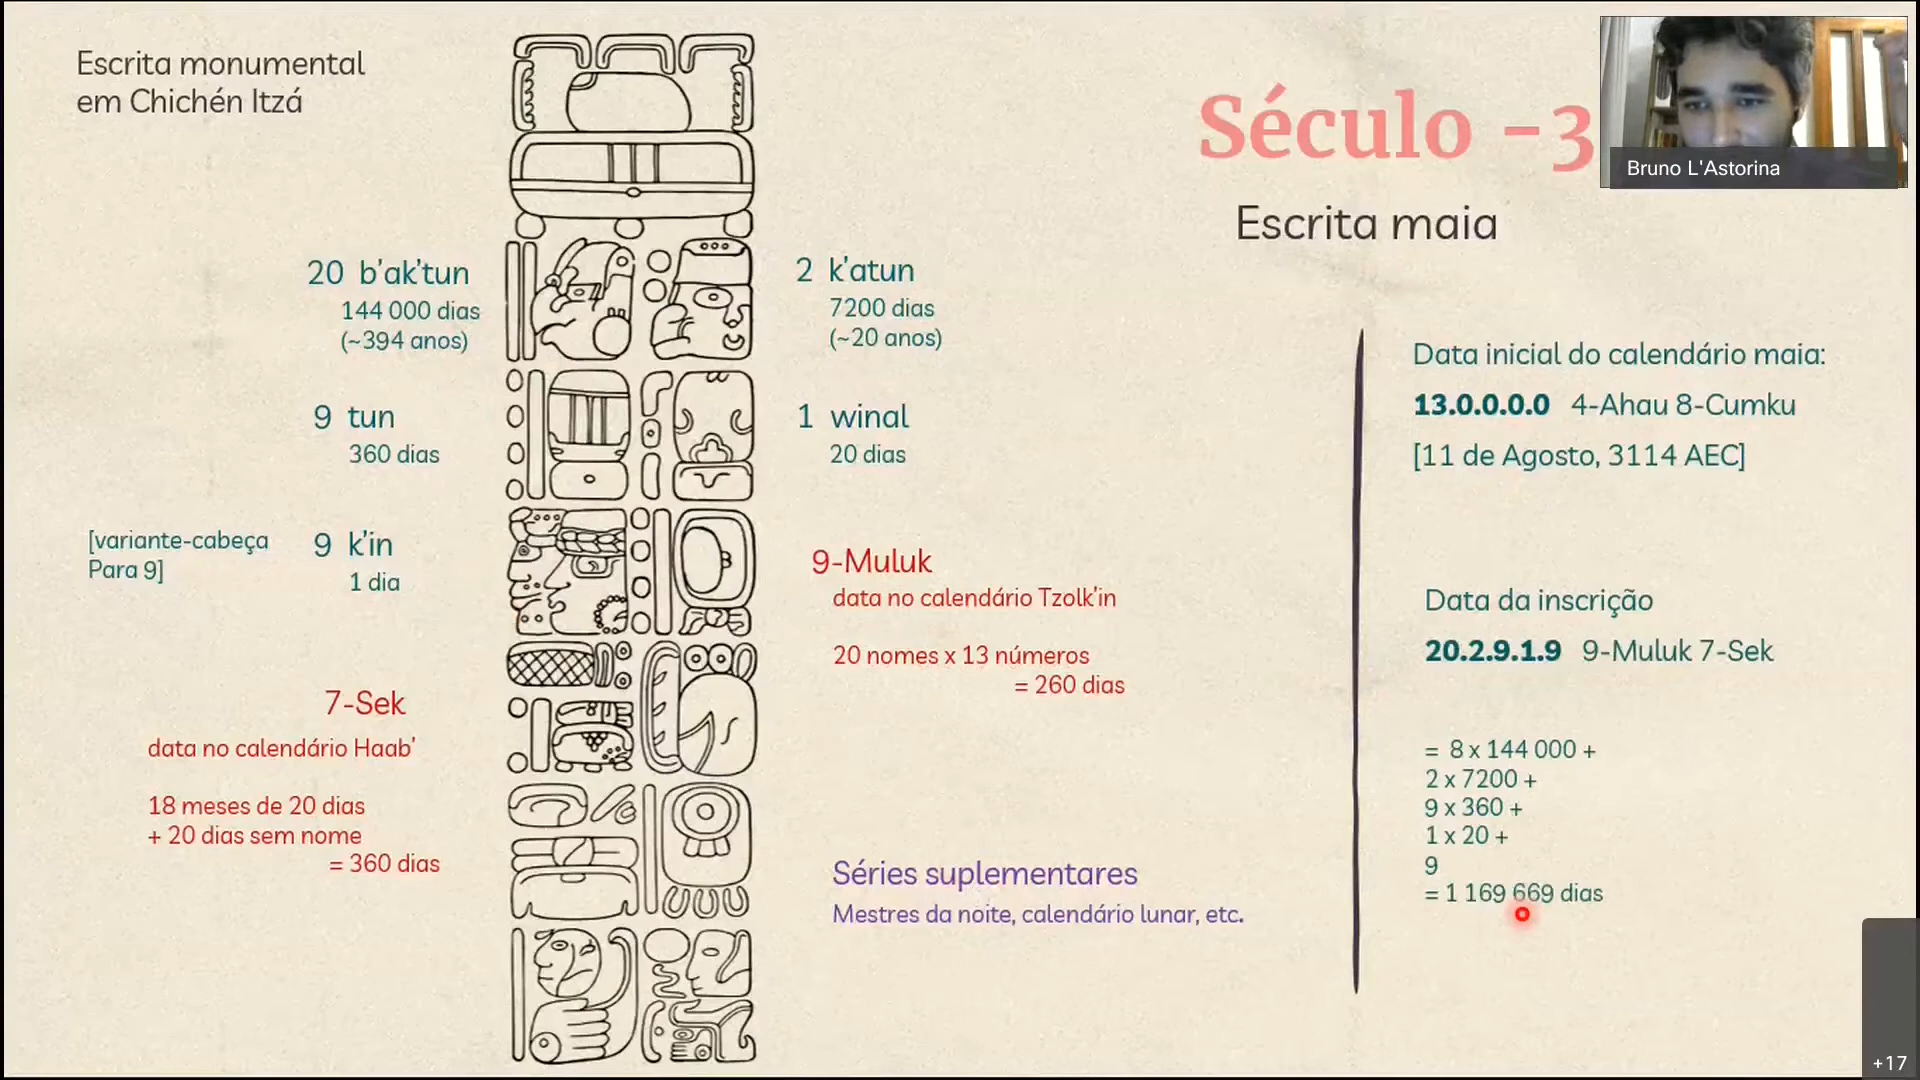 Escrita monumental
em Chichén Itzá
Século -3
Bruno L'Astorina
Escrita maia
20 b'ak'tun
144 000 dias
(~394 anos)
2 k'atun
7200 dias
(~20 anos)
9 tun
360 dias
1 winal
20 dias
[variante-cabeça
Para 9]
9 k'in
1 dia
9-Muluk
data no calendário Tzolk'in
20 nomes x 13 números
= 260 dias
7-Sek
data no calendário Haab'
18 meses de 20 dias
+ 20 dias sem nome
= 360 dias
Séries suplementares
Mestres da noite, calendário lunar, etc.
Data inicial do calendário maia:
13.0.0.0.0 4-Ahau 8-Cumku
[11 de Agosto, 3114 AEC]
Data da inscrição
20.2.9.1.9 9-Muluk 7-Sek
= 8 x 144 000 +
2 x 7200 +
9 x 360 +
1 x 20 +
9
= 1 169 669 dias
+17